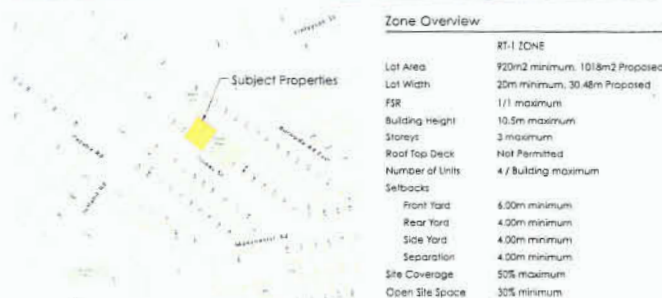 Zone Overview
RT-1 ZONE
Lot Area 920m2 minimum, 1018m2 Proposed
Lot Width 20m minimum, 30.48m Proposed
FSR 1/1 maximum
Building Height 10.5m maximum
Storeys 3 maximum
Roof Top Deck Not Permitted
Number of Units 4 / Building maximum
Setbacks
Front Yard 6.00m minimum
Rear Yard 4.00m minimum
Side Yard 4.00m minimum
Separation 4.00m minimum
Site Coverage 50% maximum
Open Site Space 30% minimum
Subject Properties